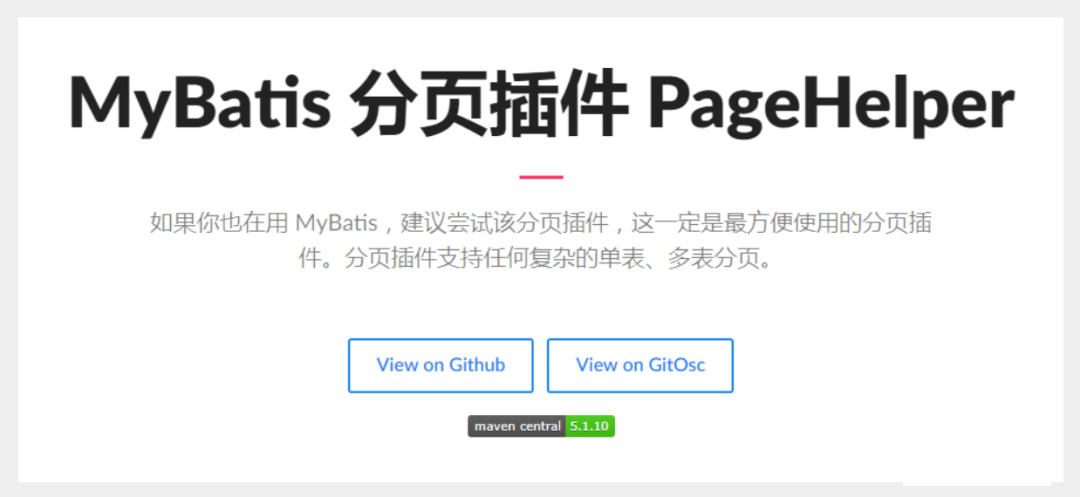 MyBatis 分页插件 PageHelper
如果你也在用 MyBatis，建议尝试该分页插件，这一定是最方便使用的分页插
件。分页插件支持任何复杂的单表、多表分页。
View on Github
View on GitOsc
maven central 5.1.10